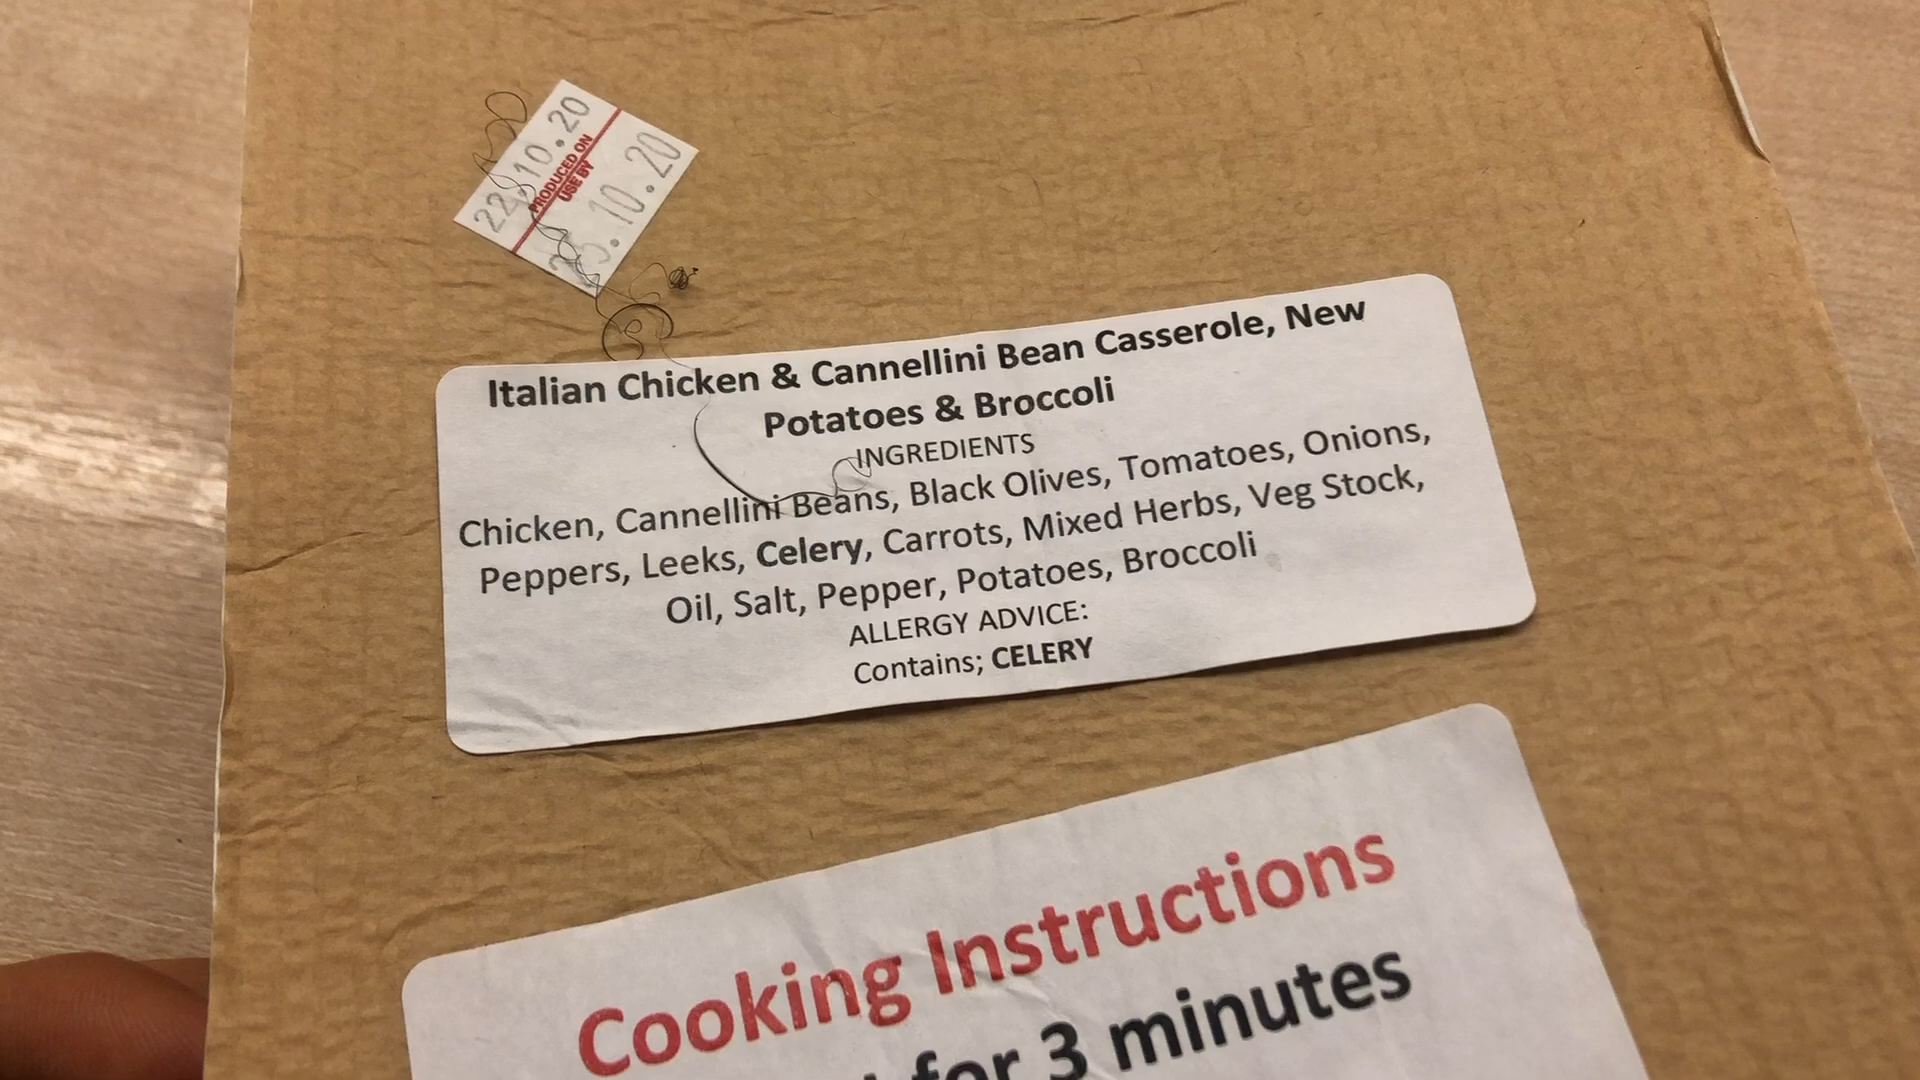 22.10.20
PRODUCED ON
USE BY
25.10.20
Italian Chicken & Cannellini Bean Casserole, New
Potatoes & Broccoli
INGREDIENTS
Chicken, Cannellini Beans, Black Olives, Tomatoes, Onions,
Peppers, Leeks, Celery, Carrots, Mixed Herbs, Veg Stock,
Oil, Salt, Pepper, Potatoes, Broccoli
ALLERGY ADVICE:
Contains; CELERY
Cooking Instructions
for 3 minutes